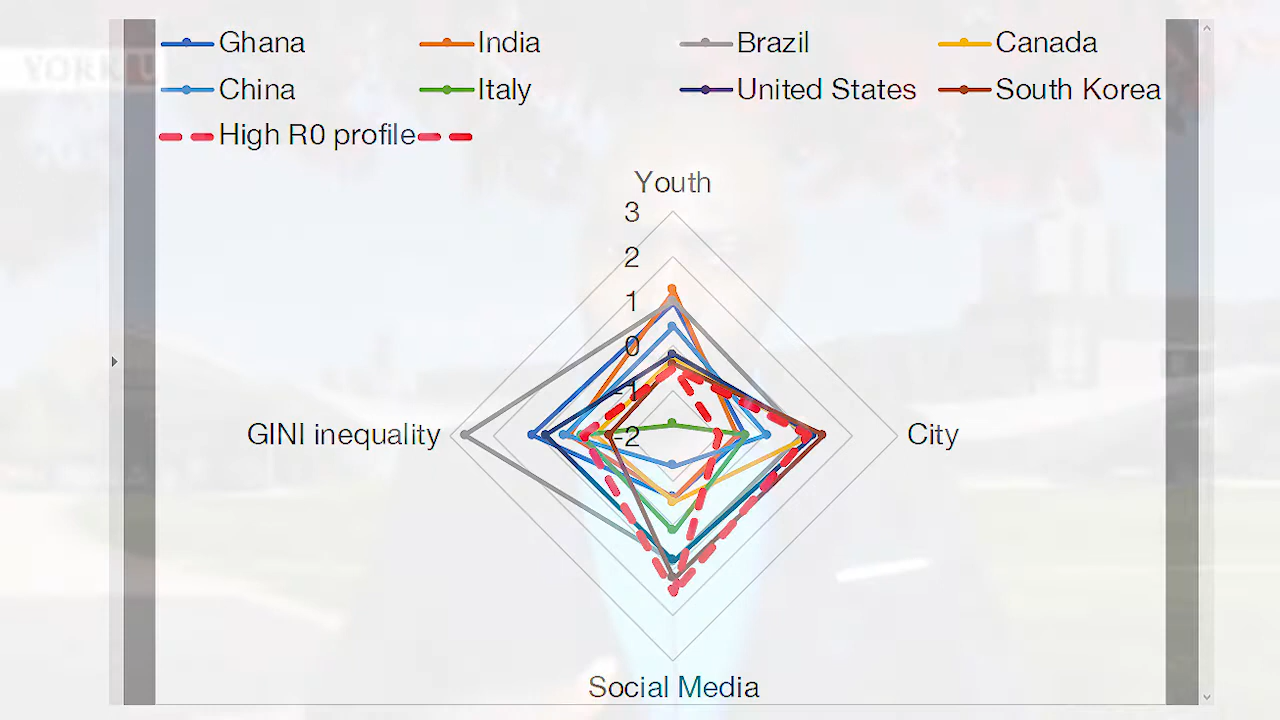 Ghana India Brazil Canada
China Italy United States South Korea
High R0 profile
YORK U
Youth
3
2
1
0
-1
-2
GINI inequality
City
Social Media